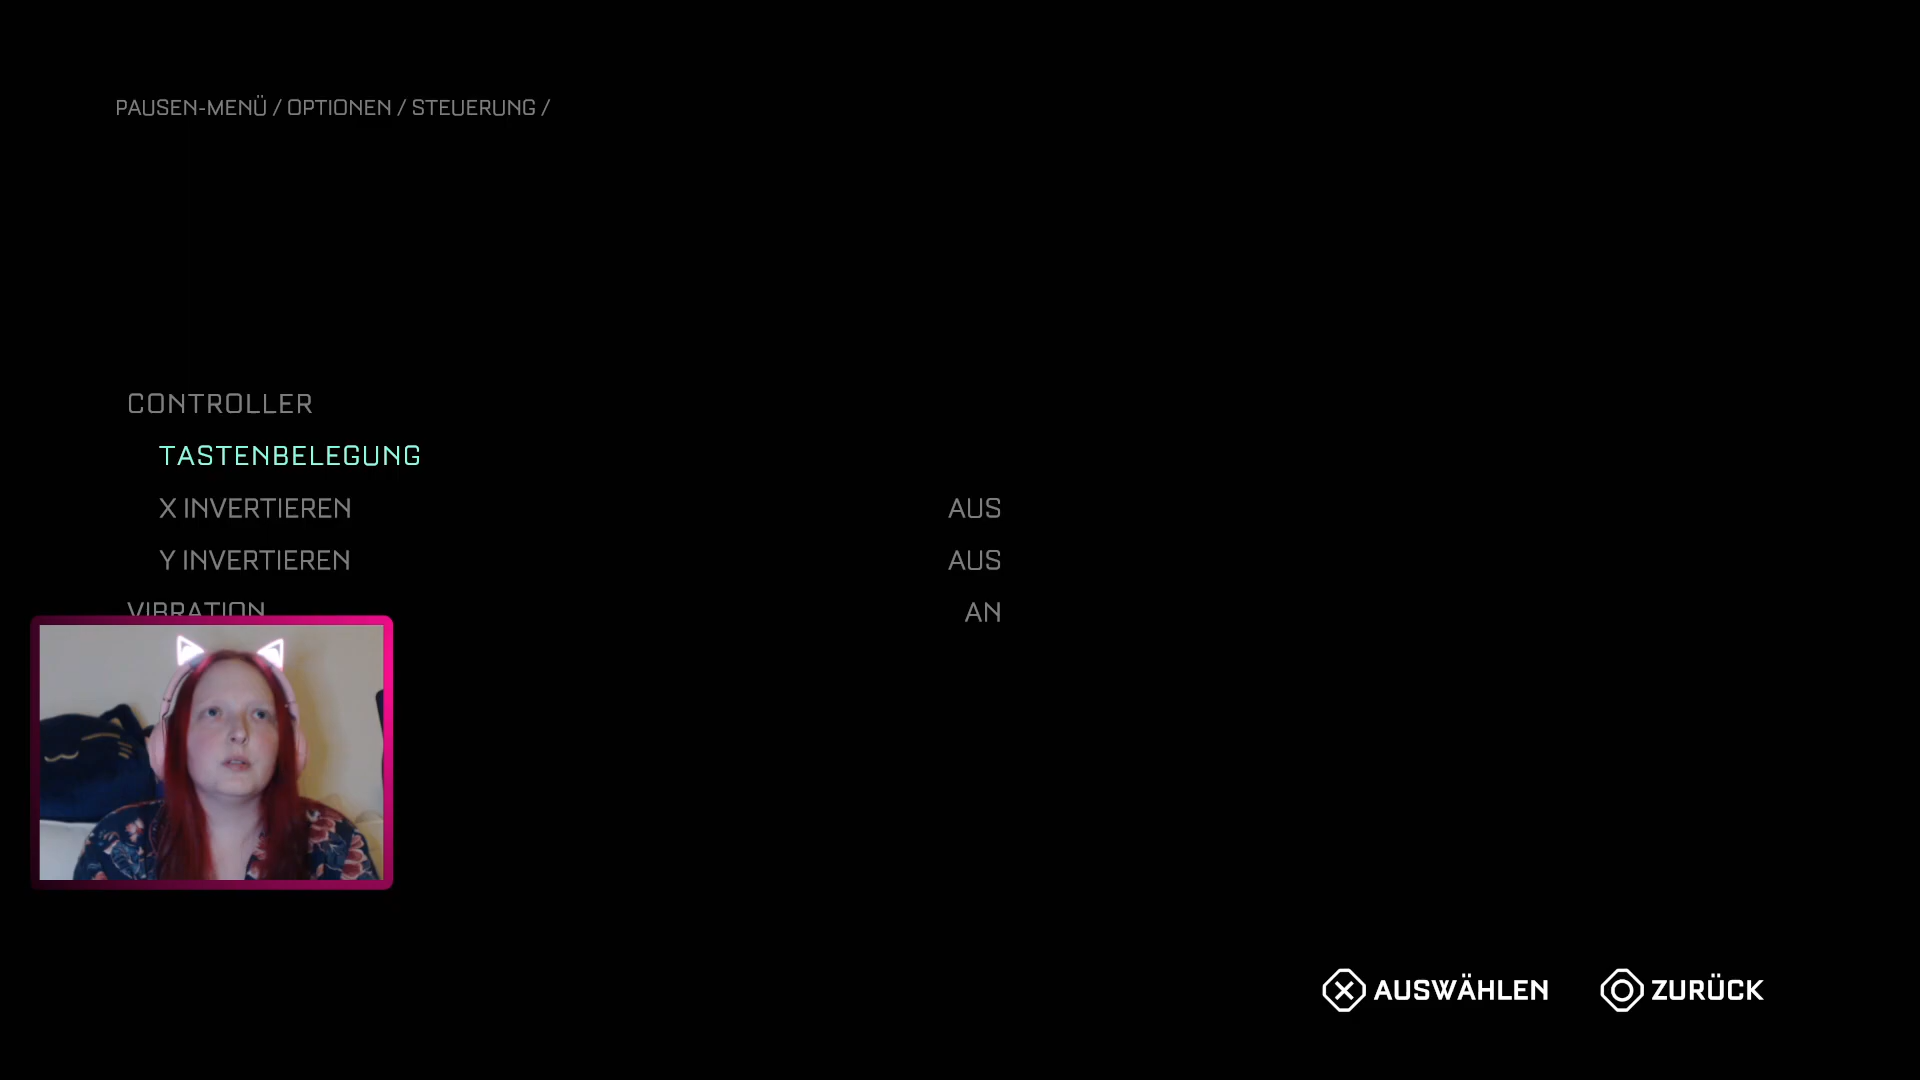 PAUSEN-MENÜ / OPTIONEN / STEUERUNG /
CONTROLLER
TASTENBELEGUNG
X INVERTIEREN AUS
Y INVERTIEREN AUS
VIBRATION AN
AUSWÄHLEN ZURÜCK